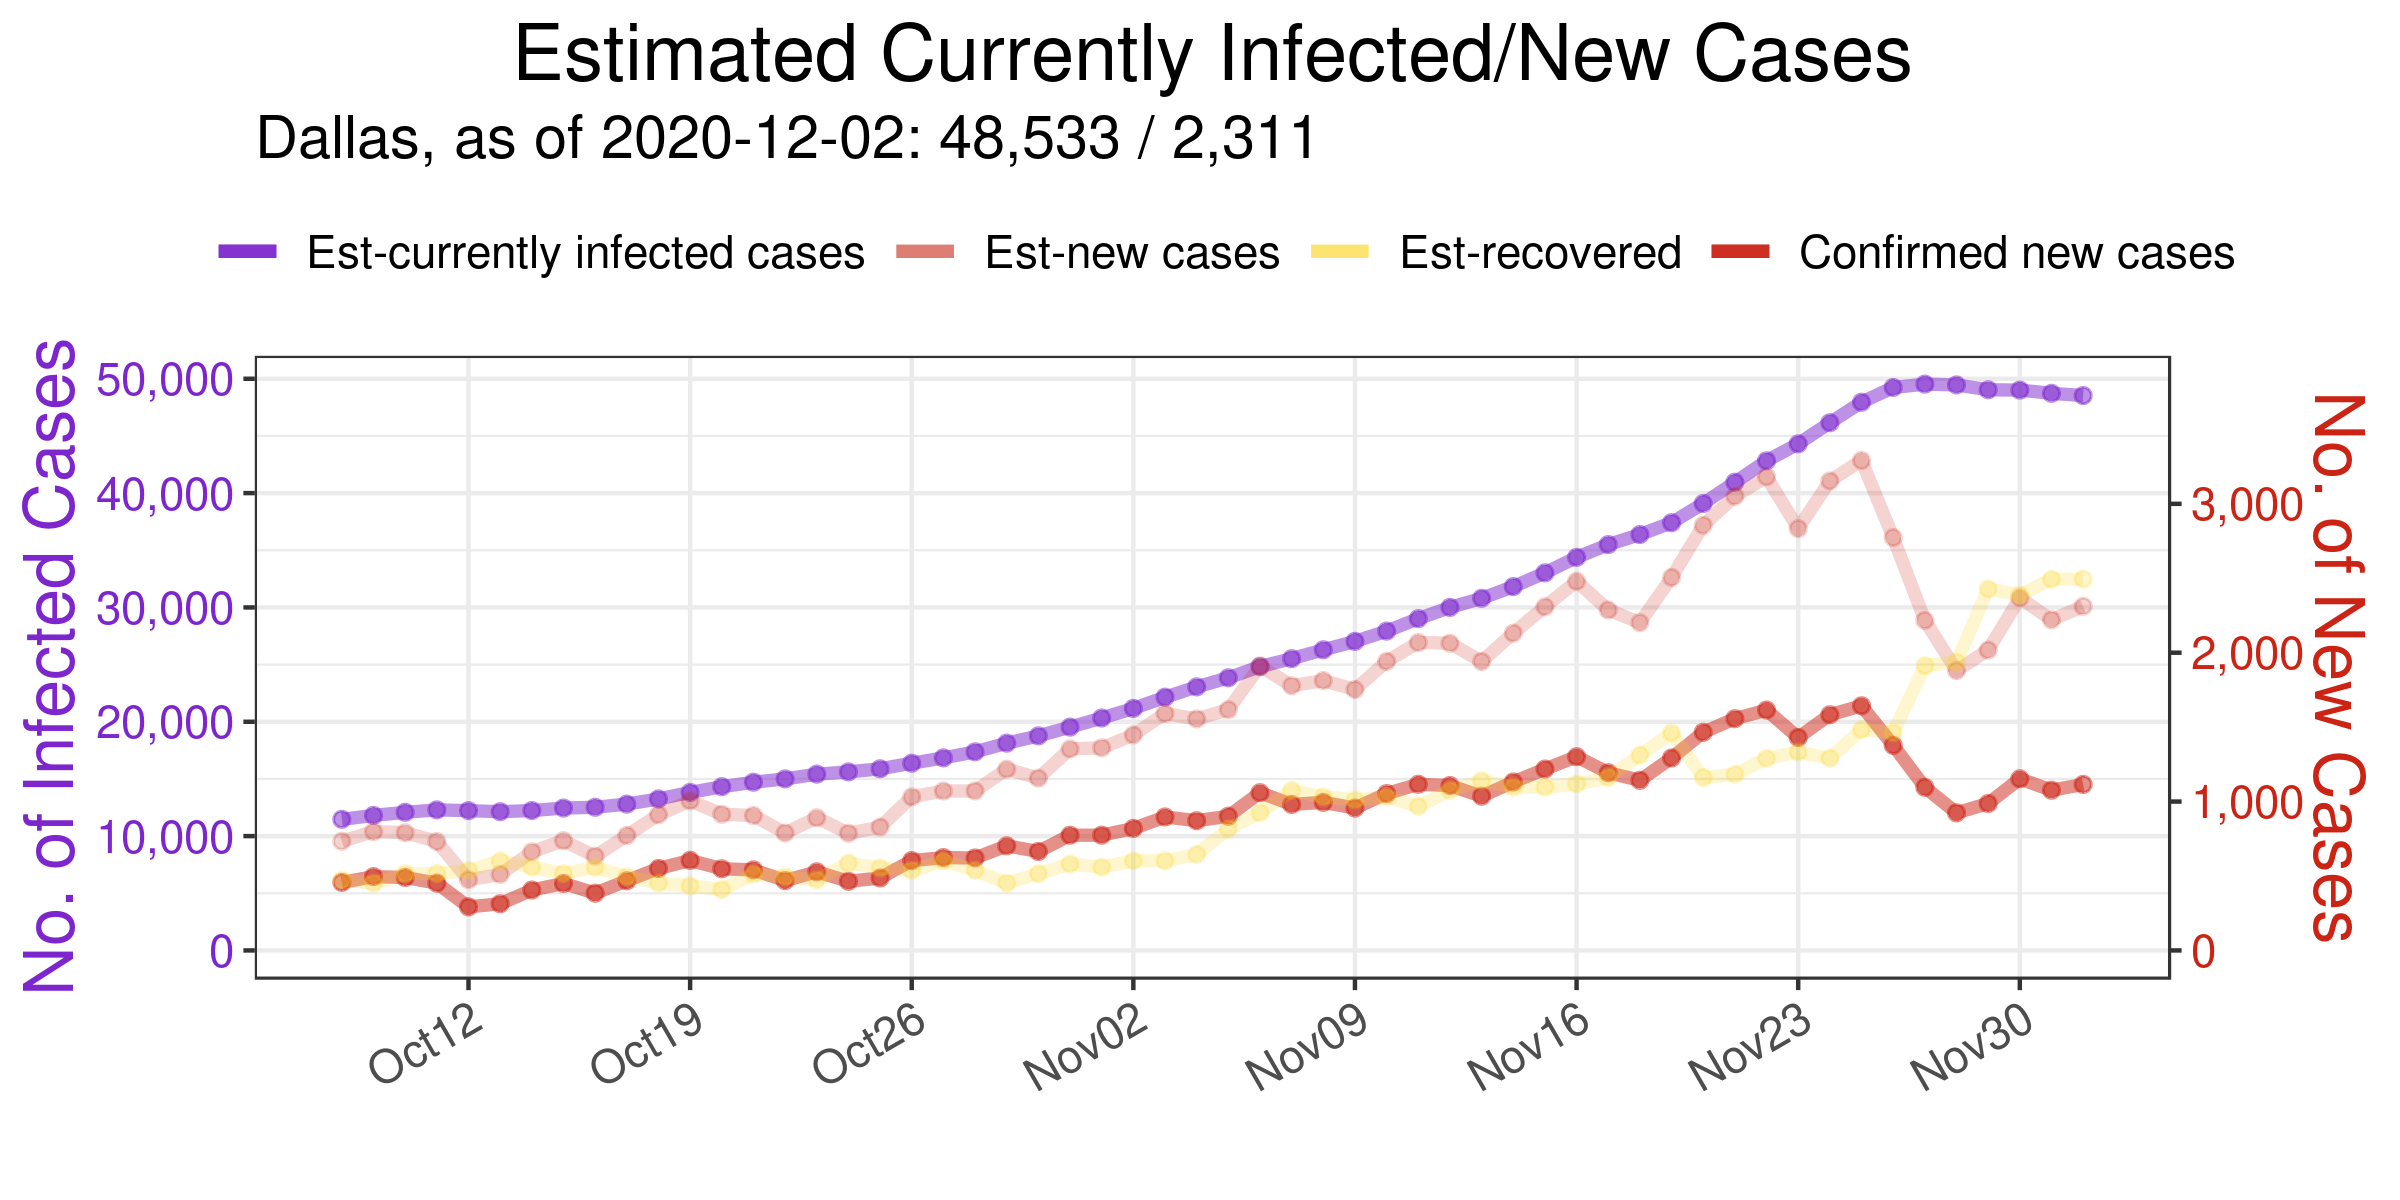 Estimated Currently Infected/New Cases
Dallas, as of 2020-12-02: 48,533 / 2,311
Est-currently infected cases Est-new cases Est-recovered Confirmed new cases
No. of Infected Cases
50,000
40,000
30,000
20,000
10,000
0
3,000
2,000
1,000
0
No. of New Cases
Oct12 Oct19 Oct26 Nov02 Nov09 Nov16 Nov23 Nov30